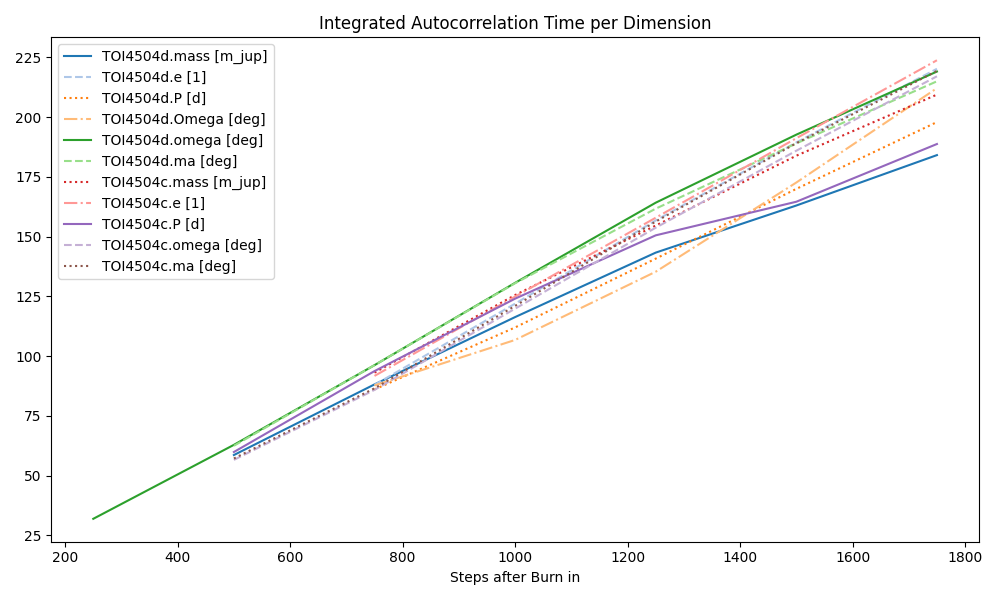 Integrated Autocorrelation Time per Dimension
225
200
175
150
125
100
75
50
25
TOI4504d.mass [m_jup]
TOI4504d.e [1]
TOI4504d.P [d]
TOI4504d.Omega [deg]
TOI4504d.omega [deg]
TOI4504d.ma [deg]
TOI4504c.mass [m_jup]
TOI4504c.e [1]
TOI4504c.P [d]
TOI4504c.omega [deg]
TOI4504c.ma [deg]
200 400 600 800 1000 1200 1400 1600 1800
Steps after Burn in